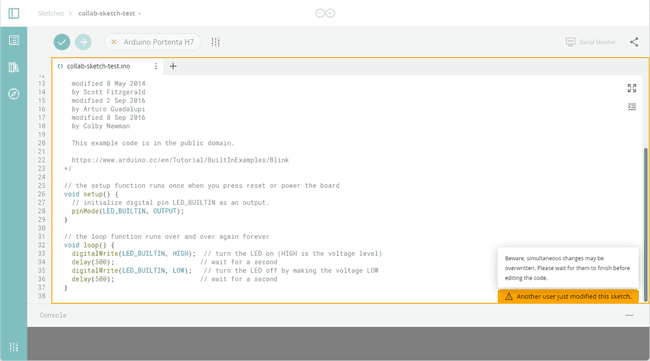 Sketches
collab-sketch-test
Arduino Portenta H7
Serial Monitor
collab-sketch-test.ino
13 modified 8 May 2014
14 by Scott Fitzgerald
15 modified 2 Sep 2016
16 by Arturo Guadalupi
17 modified 8 Sep 2016
18 by Colby Newman
19
20 This example code is in the public domain.
21
22 https://www.arduino.cc/en/Tutorial/BuiltInExamples/Blink
23 */
24
25 // the setup function runs once when you press reset or power the board
26 void setup() {
27 // initialize digital pin LED_BUILTIN as an output.
28 pinMode(LED_BUILTIN, OUTPUT);
29 }
30
31 // the loop function runs over and over again forever
32 void loop() {
33 digitalWrite(LED_BUILTIN, HIGH); // turn the LED on (HIGH is the voltage level)
34 delay(500); // wait for a second
35 digitalWrite(LED_BUILTIN, LOW); // turn the LED off by making the voltage LOW
36 delay(500); // wait for a second
37 }
38
Beware, simultaneous changes may be
overwritten. Please wait for them to finish before
editing the code.
Another user just modified this sketch.
Console